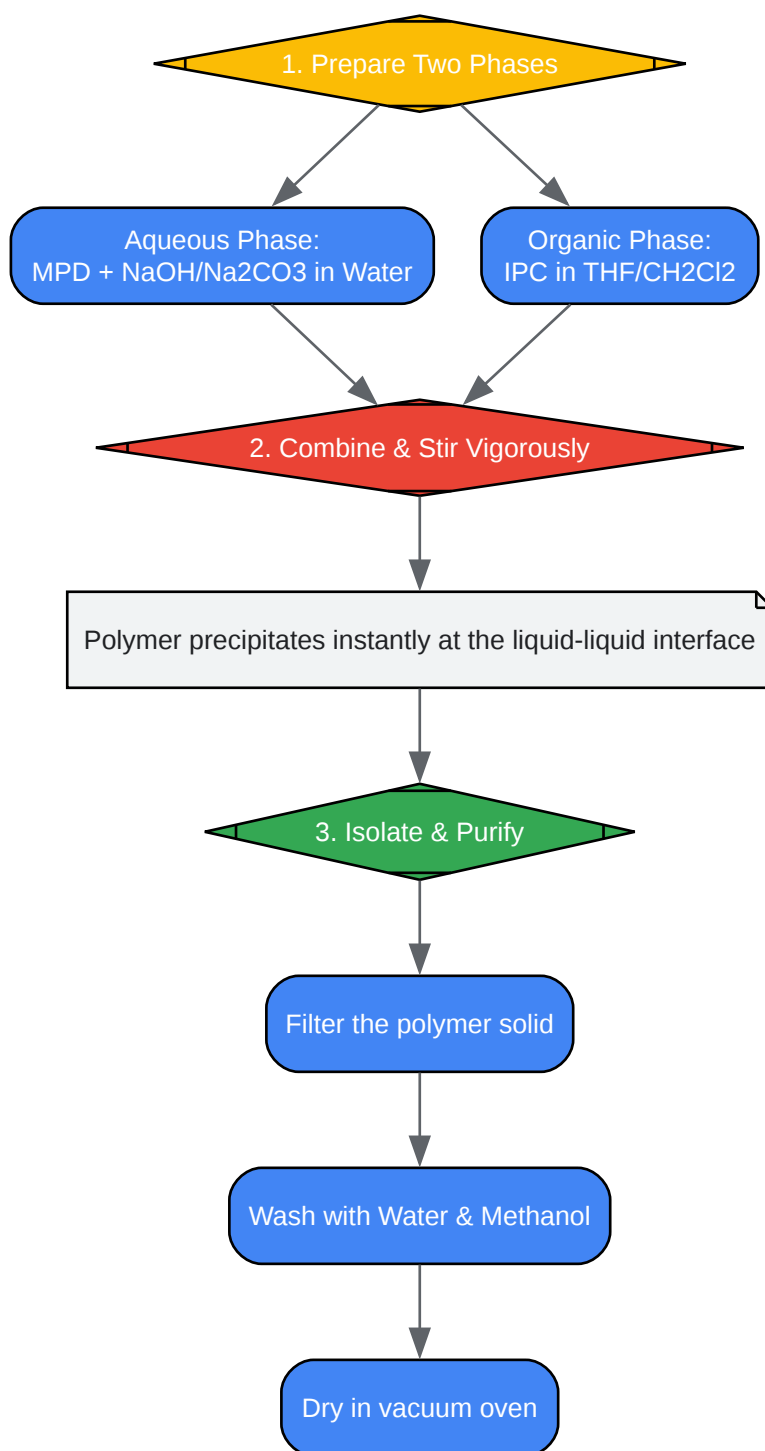 1. Prepare Two Phases
Aqueous Phase:
MPD + NaOH/Na2CO3 in Water
Organic Phase:
IPC in THF/CH2Cl2
2. Combine & Stir Vigorously
Polymer precipitates instantly at the liquid-liquid interface
3. Isolate & Purify
Filter the polymer solid
Wash with Water & Methanol
Dry in vacuum oven